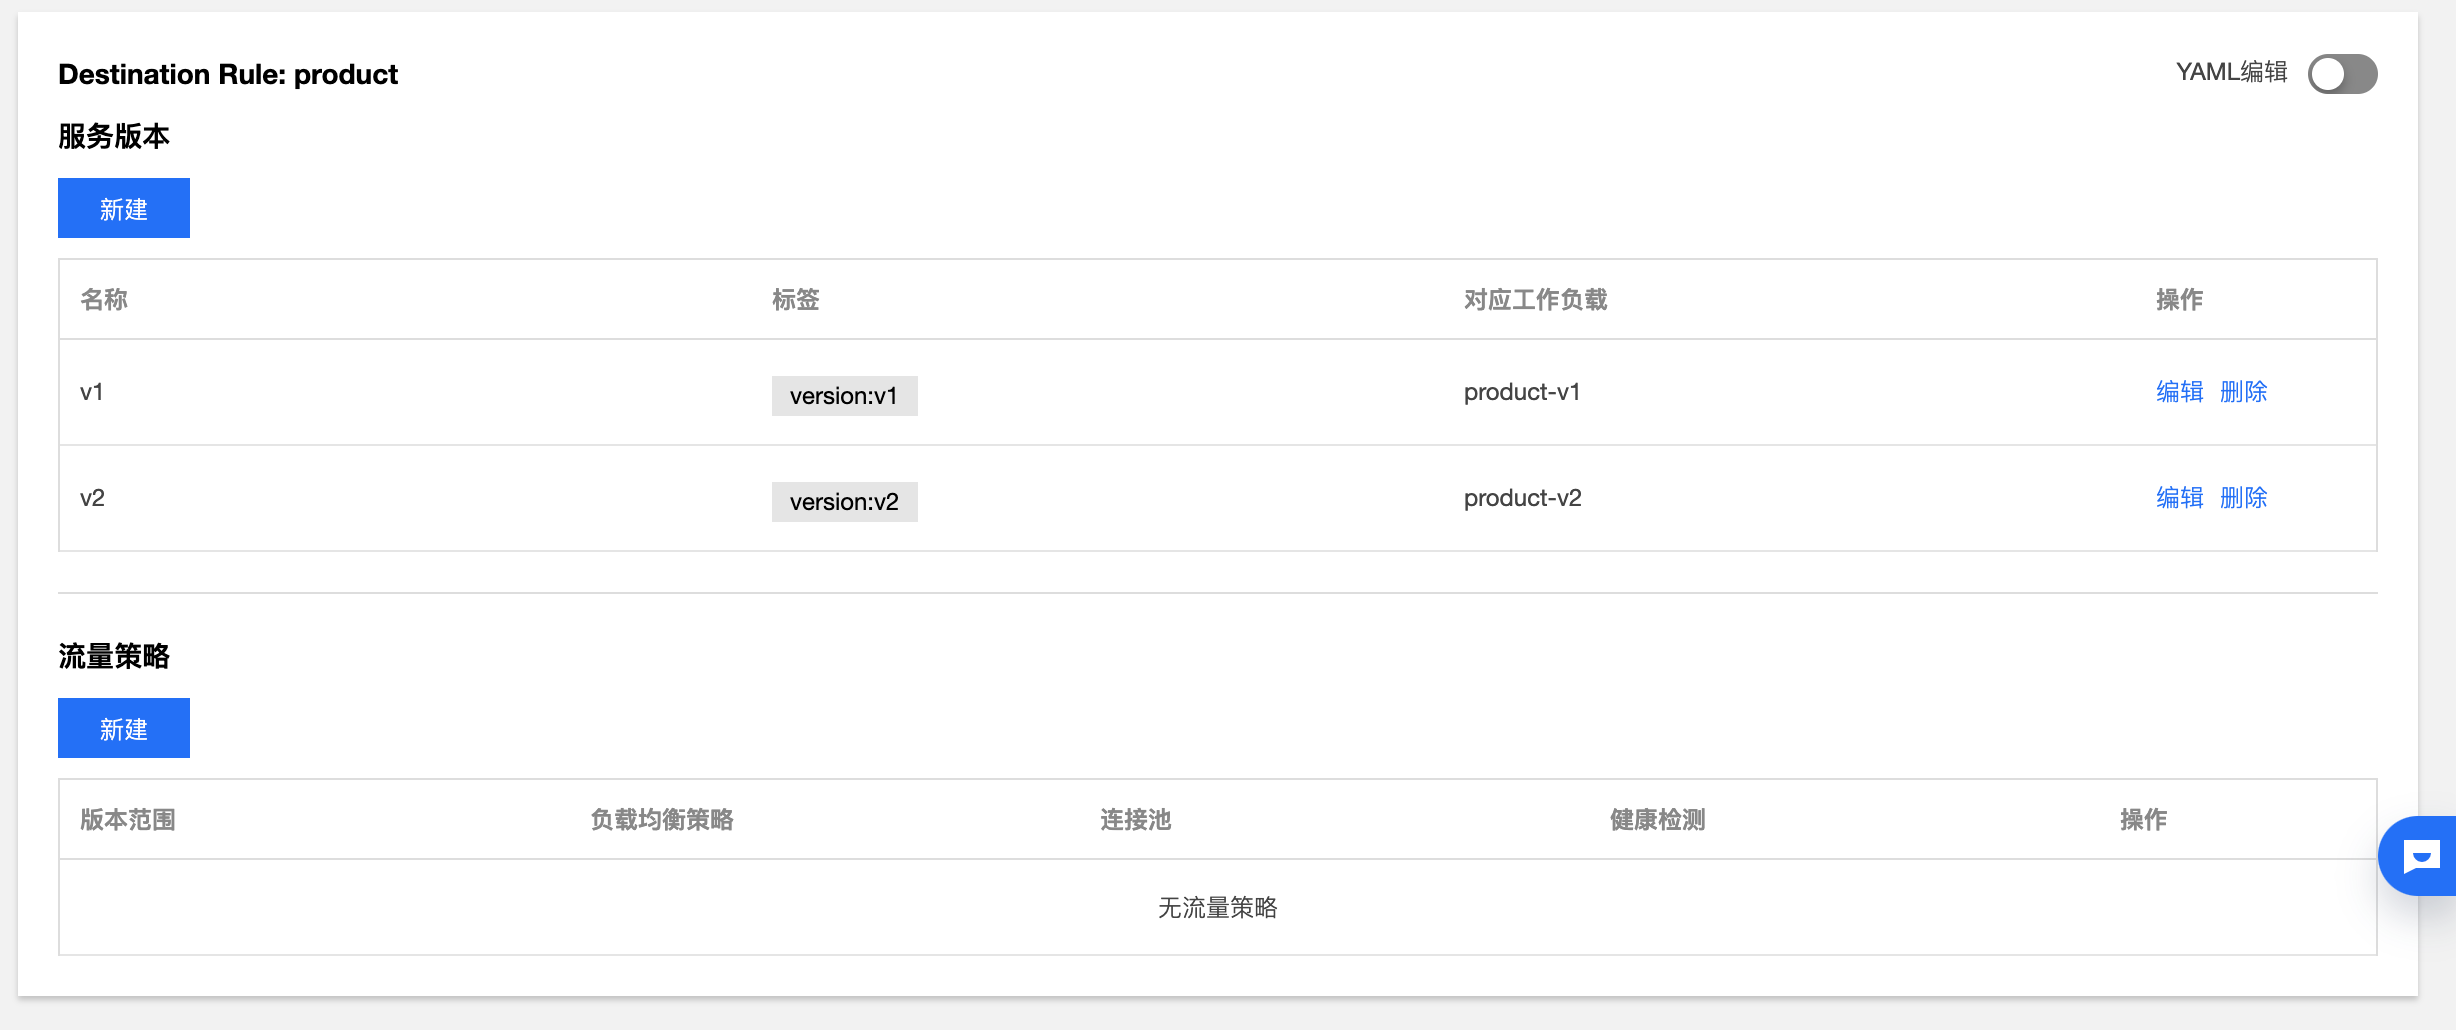 Destination Rule: product
YAML编辑
服务版本
新建
名称 标签 对应工作负载 操作
v1 version:v1 product-v1 编辑 删除
v2 version:v2 product-v2 编辑 删除
流量策略
新建
版本范围 负载均衡策略 连接池 健康检测 操作
无流量策略